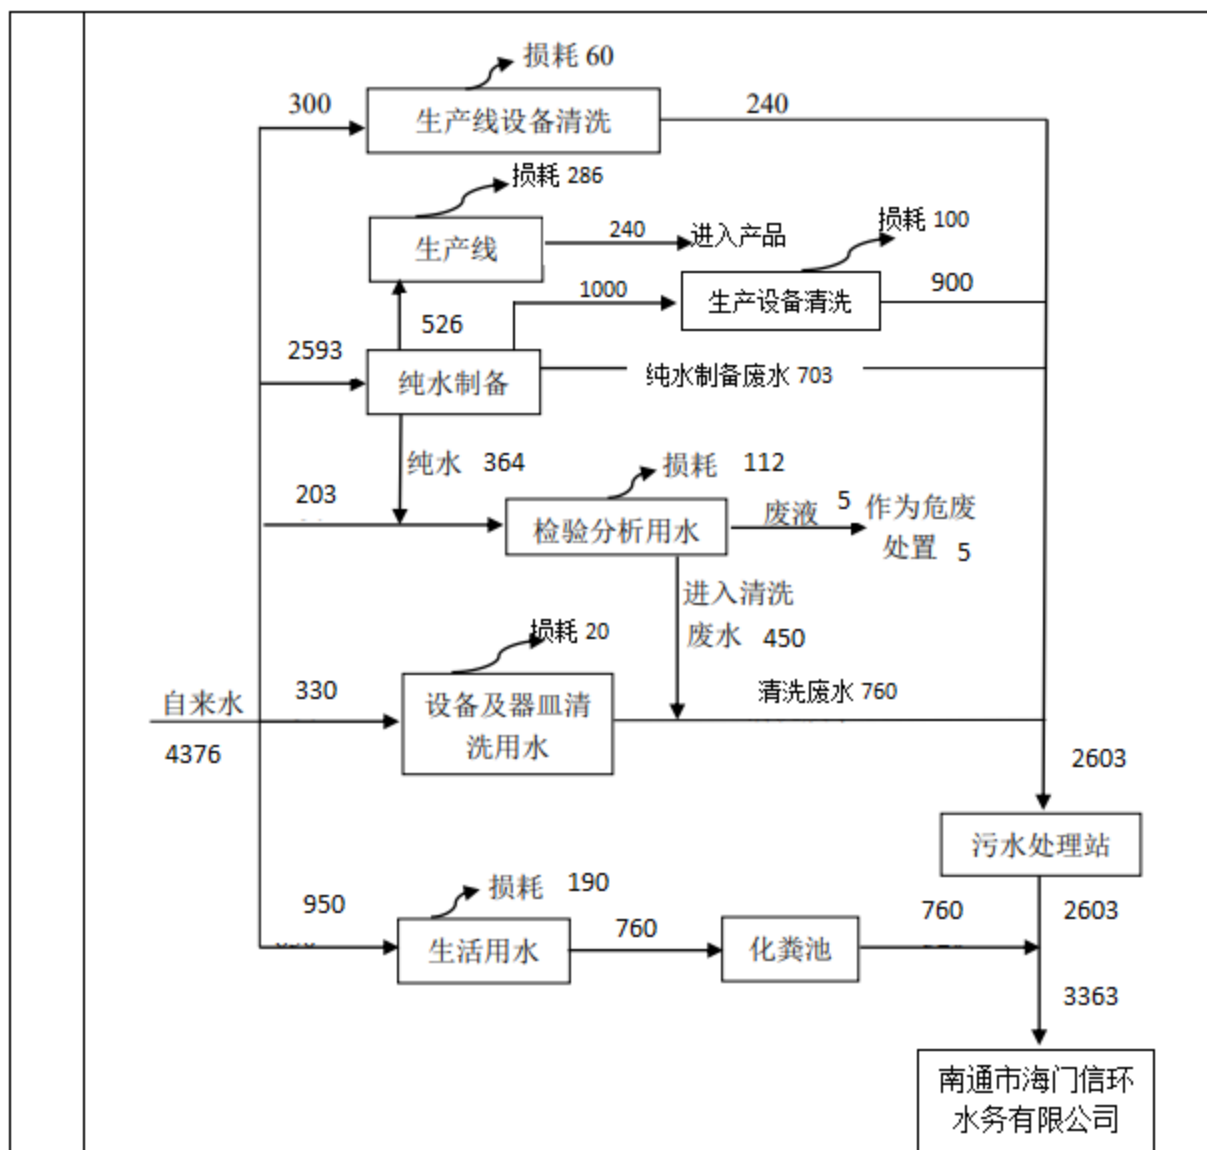 损耗 60
300
生产线设备清洗
240
损耗 286
生产线
240
进入产品
损耗 100
1000
生产设备清洗
900
526
2593
纯水制备
纯水制备废水 703
纯水 364
损耗 112
203
检验分析用水
废液 5
作为危废
处置 5
进入清洗
废水 450
损耗 20
330
设备及器皿清
洗用水
清洗废水 760
自来水
4376
2603
污水处理站
950
损耗 190
生活用水
760
化粪池
760
2603
3363
南通市海门信环
水务有限公司